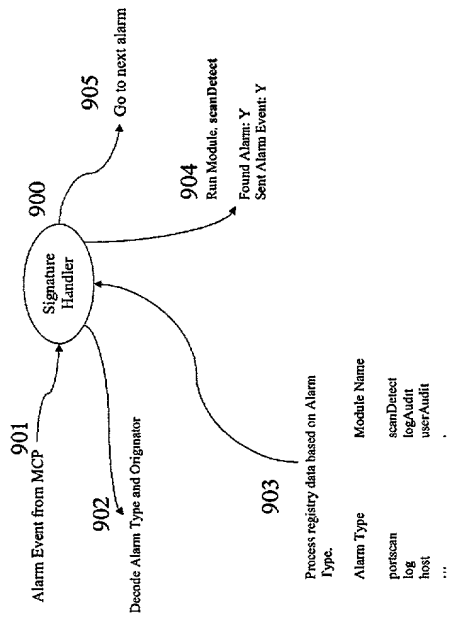 901
Alarm Event from MCP
Signature
Handler
900
905
Go to next alarm
902
Decode Alarm Type and Originator
904
Run Module, scanDetect
Found Alarm: Y
Sent Alarm Event: Y
903
Process registry data based on Alarm
Type.
Alarm Type Module Name
portscan scanDetect
log logAudit
host userAudit
... .